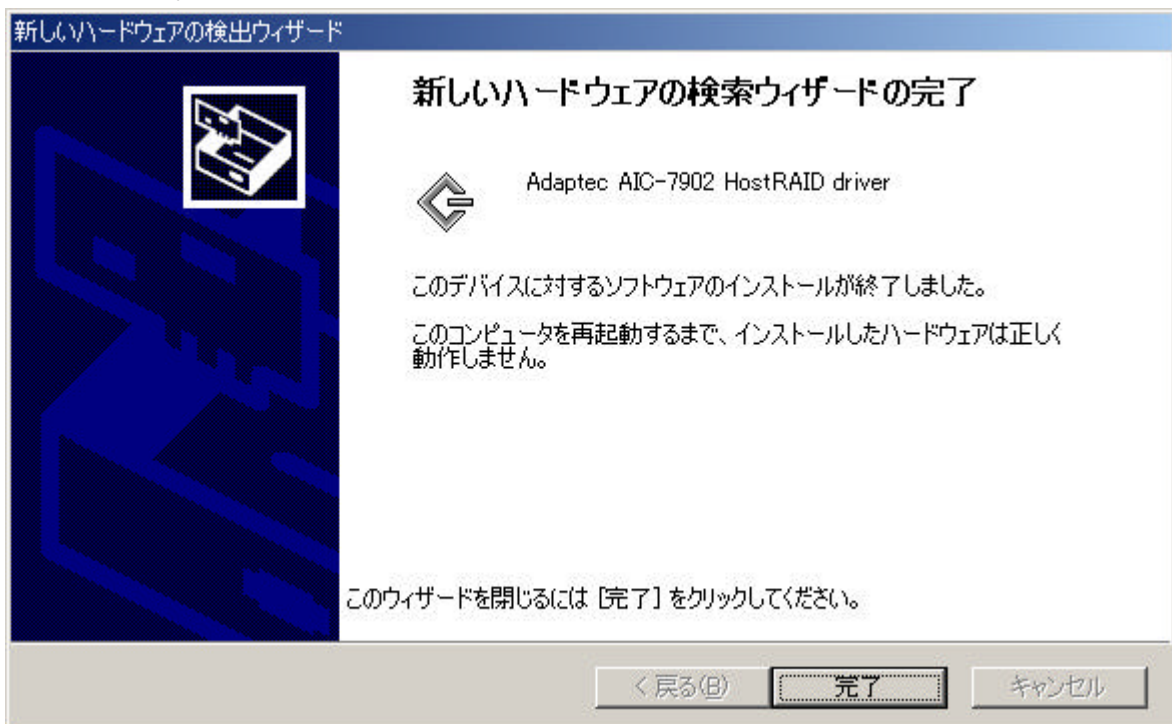 新しいハードウェアの検出ウィザード
新しいハードウェアの検索ウィザードの完了
Adaptec AIC-7902 HostRAID driver
このデバイスに対するソフトウェアのインストールが終了しました。
このコンピュータを再起動するまで、インストールしたハードウェアは正しく
動作しません。
このウィザードを閉じるには [完了] をクリックしてください。
< 戻る(B) 完了 キャンセル